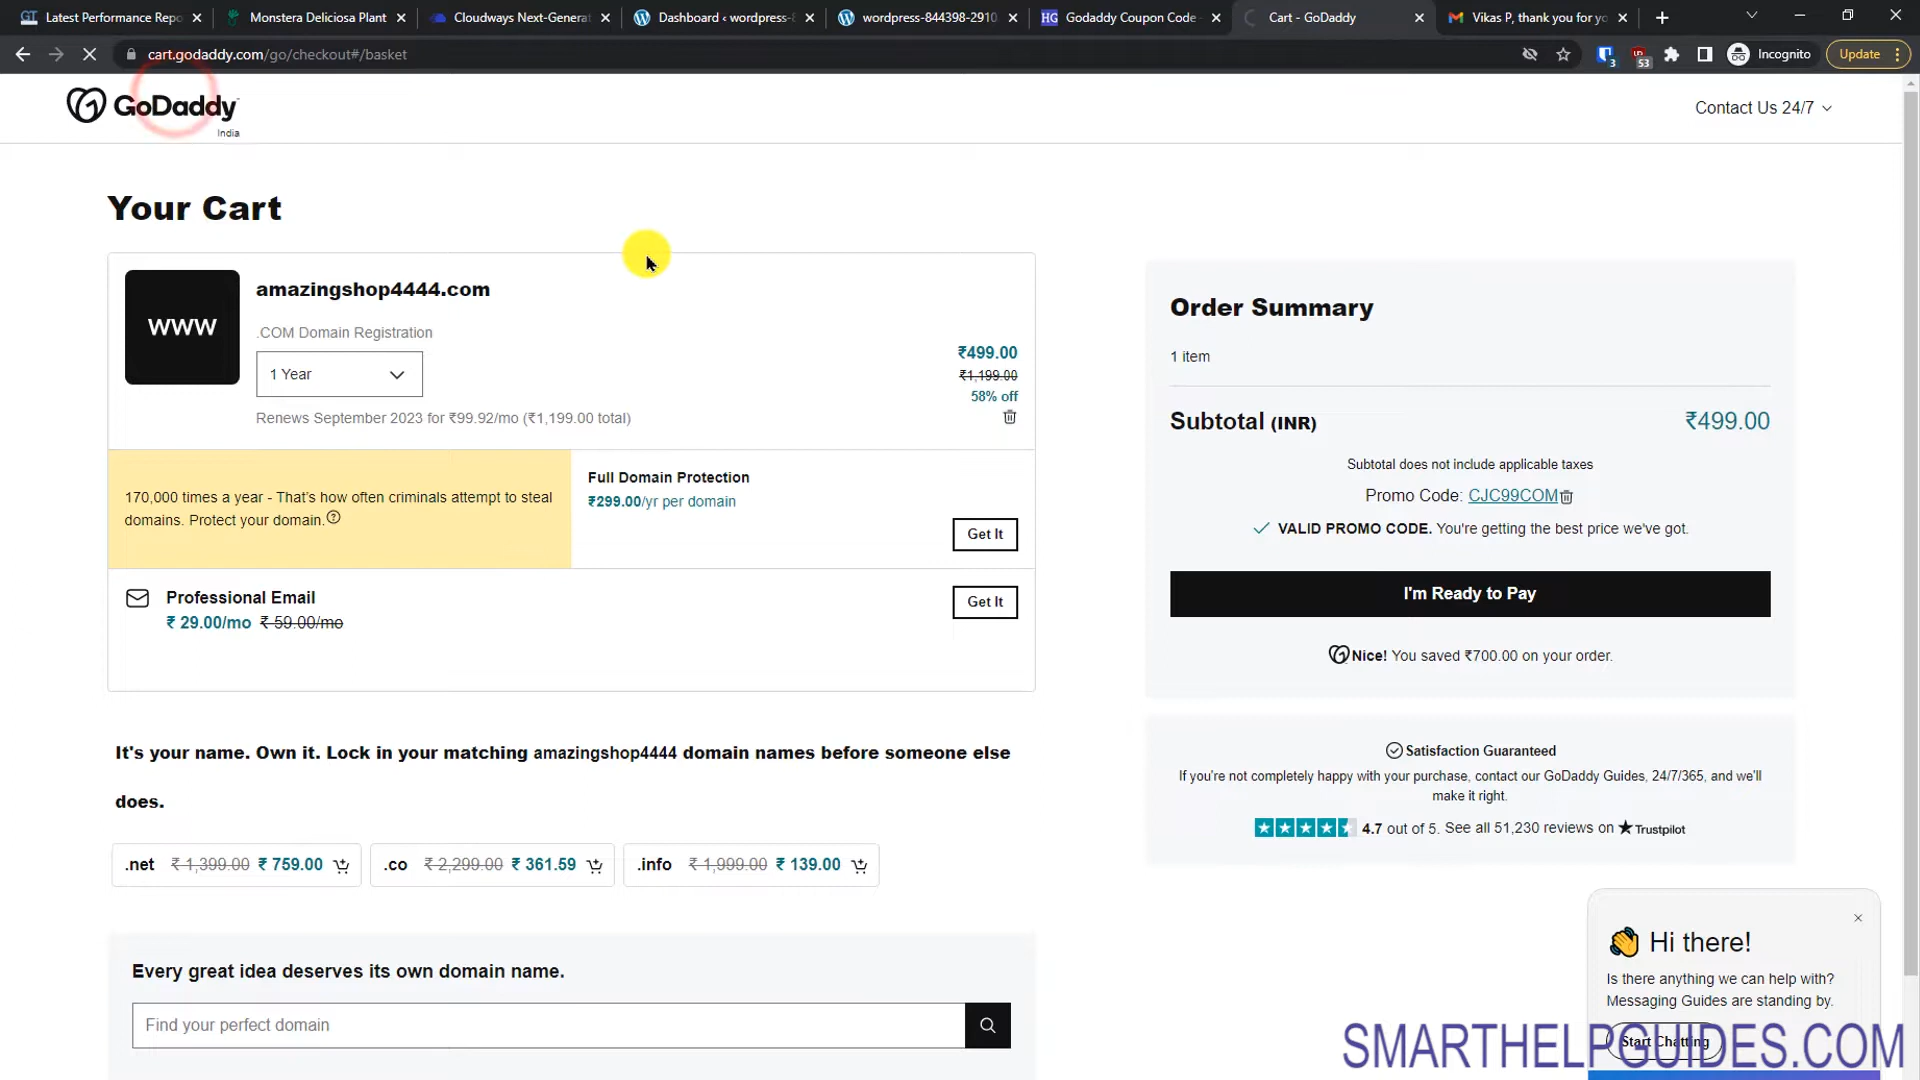 GT Latest Performance Repo
Monstera Deliciosa Plant
Cloudways Next-Generat
Dashboard ‹ wordpress-8
wordpress-844398-2910
HG Godaddy Coupon Code
Cart - GoDaddy
Vikas P, thank you for yo
cart.godaddy.com/go/checkout#/basket
3
53
Incognito
Update
GoDaddy
India
Contact Us 24/7
Your Cart
www
amazingshop4444.com
.COM Domain Registration
1 Year
Renews September 2023 for ₹99.92/mo (₹1,199.00 total)
₹499.00
₹1,199.00
58% off
170,000 times a year - That's how often criminals attempt to steal
domains. Protect your domain.
Full Domain Protection
₹299.00/yr per domain
Get It
Professional Email
₹ 29.00/mo ₹ 59.00/mo
Get It
Order Summary
1 item
Subtotal (INR) ₹499.00
Subtotal does not include applicable taxes
Promo Code: CJC99COM
VALID PROMO CODE. You're getting the best price we've got.
I'm Ready to Pay
Nice! You saved ₹700.00 on your order.
Satisfaction Guaranteed
If you're not completely happy with your purchase, contact our GoDaddy Guides, 24/7/365, and we'll
make it right.
4.7 out of 5. See all 51,230 reviews on Trustpilot
It's your name. Own it. Lock in your matching amazingshop4444 domain names before someone else
does.
.net ₹ 1,399.00 ₹ 759.00
.co ₹ 2,299.00 ₹ 361.59
.info ₹ 1,999.00 ₹ 139.00
Every great idea deserves its own domain name.
Find your perfect domain
Hi there!
Is there anything we can help with?
Messaging Guides are standing by.
Start Chatting
SMARTHELPGUIDES.COM